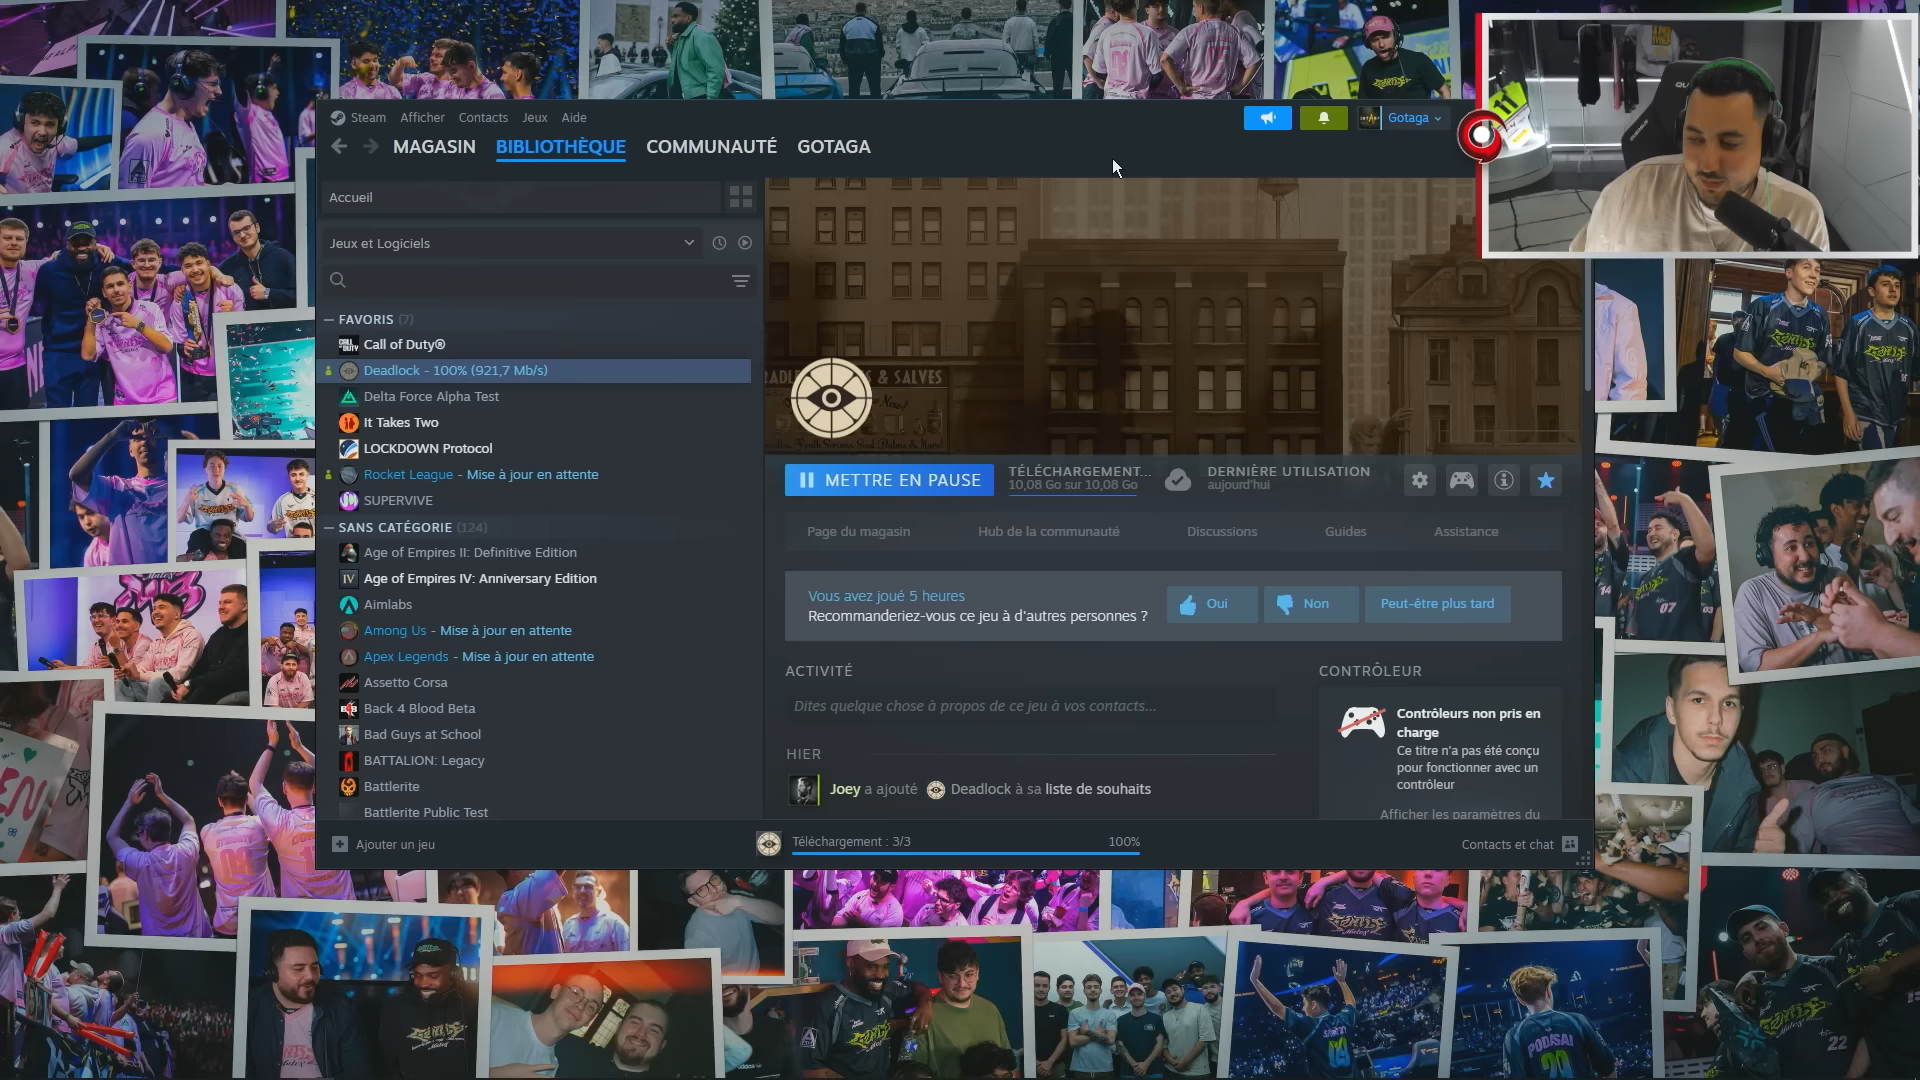 Steam Afficher Contacts Jeux Aide
Gotaga
MAGASIN BIBLIOTHÈQUE COMMUNAUTÉ GOTAGA
Accueil
Jeux et Logiciels
FAVORIS (7)
Call of Duty®
Deadlock - 100% (921,7 Mb/s)
Delta Force Alpha Test
It Takes Two
LOCKDOWN Protocol
Rocket League - Mise à jour en attente
SUPERVIVE
SANS CATÉGORIE (124)
Age of Empires II: Definitive Edition
IV Age of Empires IV: Anniversary Edition
Aimlabs
Among Us - Mise à jour en attente
Apex Legends - Mise à jour en attente
Assetto Corsa
Back 4 Blood Beta
Bad Guys at School
BATTALION: Legacy
Battlerite
Battlerite Public Test
Ajouter un jeu
& SALVES
METTRE EN PAUSE
TÉLÉCHARGEMENT...
10,08 Go sur 10,08 Go
DERNIÈRE UTILISATION
aujourd'hui
Page du magasin Hub de la communauté Discussions Guides Assistance
Vous avez joué 5 heures
Recommanderiez-vous ce jeu à d'autres personnes ?
Oui Non Peut-être plus tard
ACTIVITÉ
Dites quelque chose à propos de ce jeu à vos contacts...
HIER
Joey a ajouté Deadlock à sa liste de souhaits
CONTRÔLEUR
Contrôleurs non pris en
charge
Ce titre n'a pas été conçu
pour fonctionner avec un
contrôleur
Afficher les paramètres du
Téléchargement : 3/3 100%
Contacts et chat
11
14
07
03
22